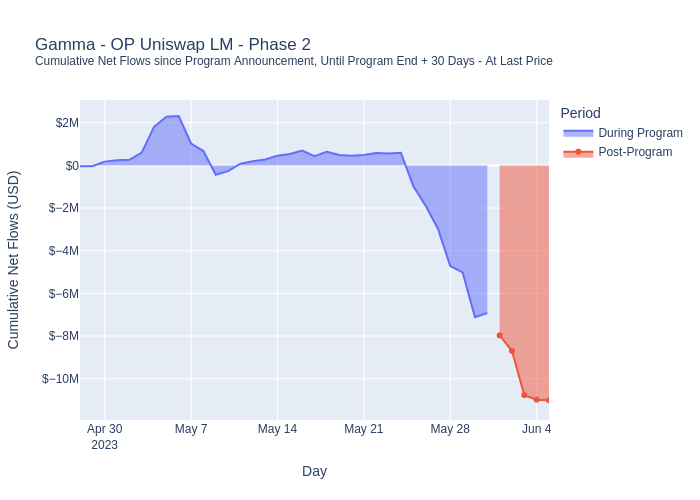 Gamma - OP Uniswap LM - Phase 2
Cumulative Net Flows since Program Announcement, Until Program End + 30 Days - At Last Price
Period
During Program
Post-Program
Cumulative Net Flows (USD)
$2M
$0
$−2M
$−4M
$−6M
$−8M
$−10M
Apr 30
2023
May 7
May 14
May 21
May 28
Jun 4
Day